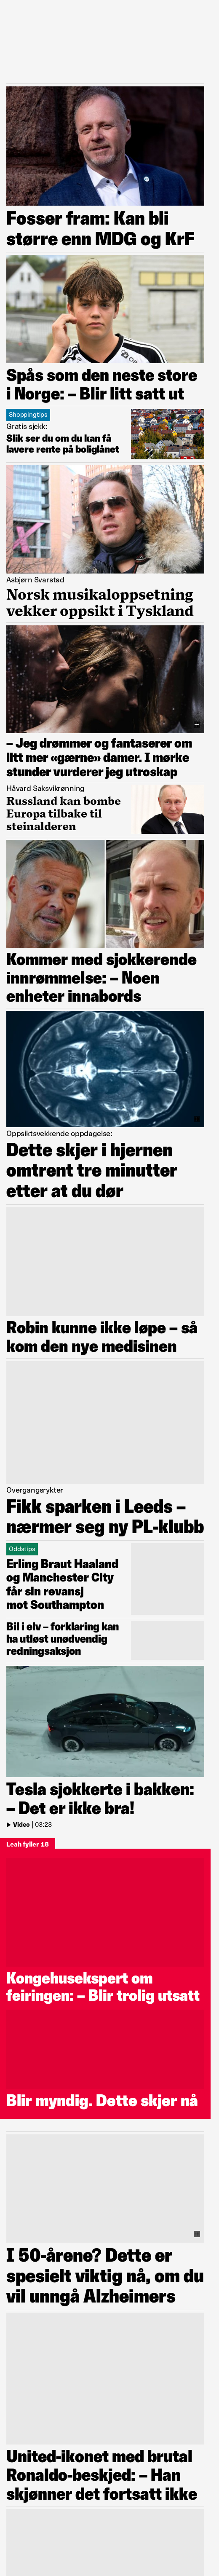 Fosser fram: Kan bli
større enn MDG og KrF
Spås som den neste store
i Norge: – Blir litt satt ut
Shoppingtips
Gratis sjekk:
Slik ser du om du kan få
lavere rente på boliglånet
Asbjørn Svarstad
Norsk musikaloppsetning
vekker oppsikt i Tyskland
– Jeg drømmer og fantaserer om
litt mer «gærne» damer. I mørke
stunder vurderer jeg utroskap
Håvard Saksvikrønning
Russland kan bombe
Europa tilbake til
steinalderen
Kommer med sjokkerende
innrømmelse: – Noen
enheter innabords
Oppsiktsvekkende oppdagelse:
Dette skjer i hjernen
omtrent tre minutter
etter at du dør
Robin kunne ikke løpe – så
kom den nye medisinen
Overgangsrykter
Fikk sparken i Leeds –
nærmer seg ny PL-klubb
Oddstips
Erling Braut Haaland
og Manchester City
får sin revansj
mot Southampton
Bil i elv – forklaring kan
ha utløst unødvendig
redningsaksjon
Tesla sjokkerte i bakken:
– Det er ikke bra!
Video | 03:23
Leah fyller 18
Kongehusekspert om
feiringen: – Blir trolig utsatt
Blir myndig. Dette skjer nå
I 50-årene? Dette er
spesielt viktig nå, om du
vil unngå Alzheimers
United-ikonet med brutal
Ronaldo-beskjed: – Han
skjønner det fortsatt ikke